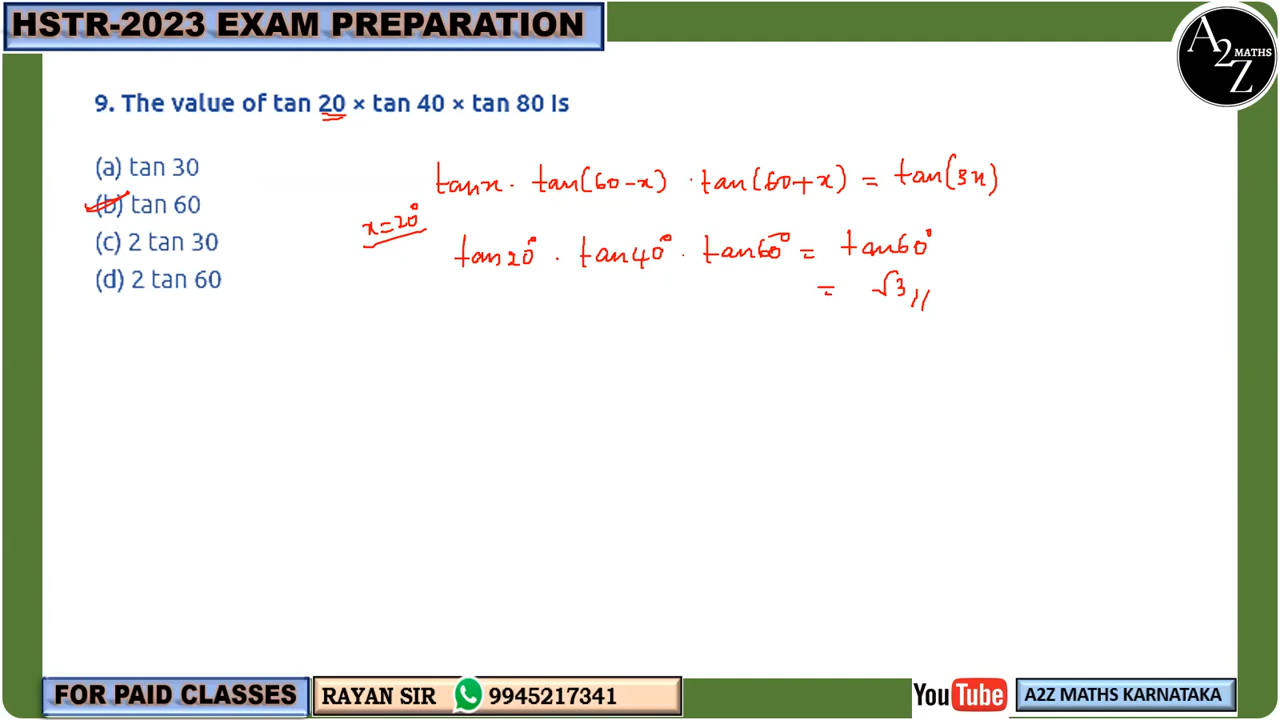 HSTR-2023 EXAM PREPARATION
A2Z MATHS
9. The value of tan 20 × tan 40 × tan 80 is
(a) tan 30
(b) tan 60
(c) 2 tan 30
(d) 2 tan 60
tanx · tan(60-x) · tan(60+x) = tan(3x)
x=20°
tan20° · tan40° · tan60° = tan60°
= √3//
FOR PAID CLASSES
RAYAN SIR 9945217341
YouTube
A2Z MATHS KARNATAKA